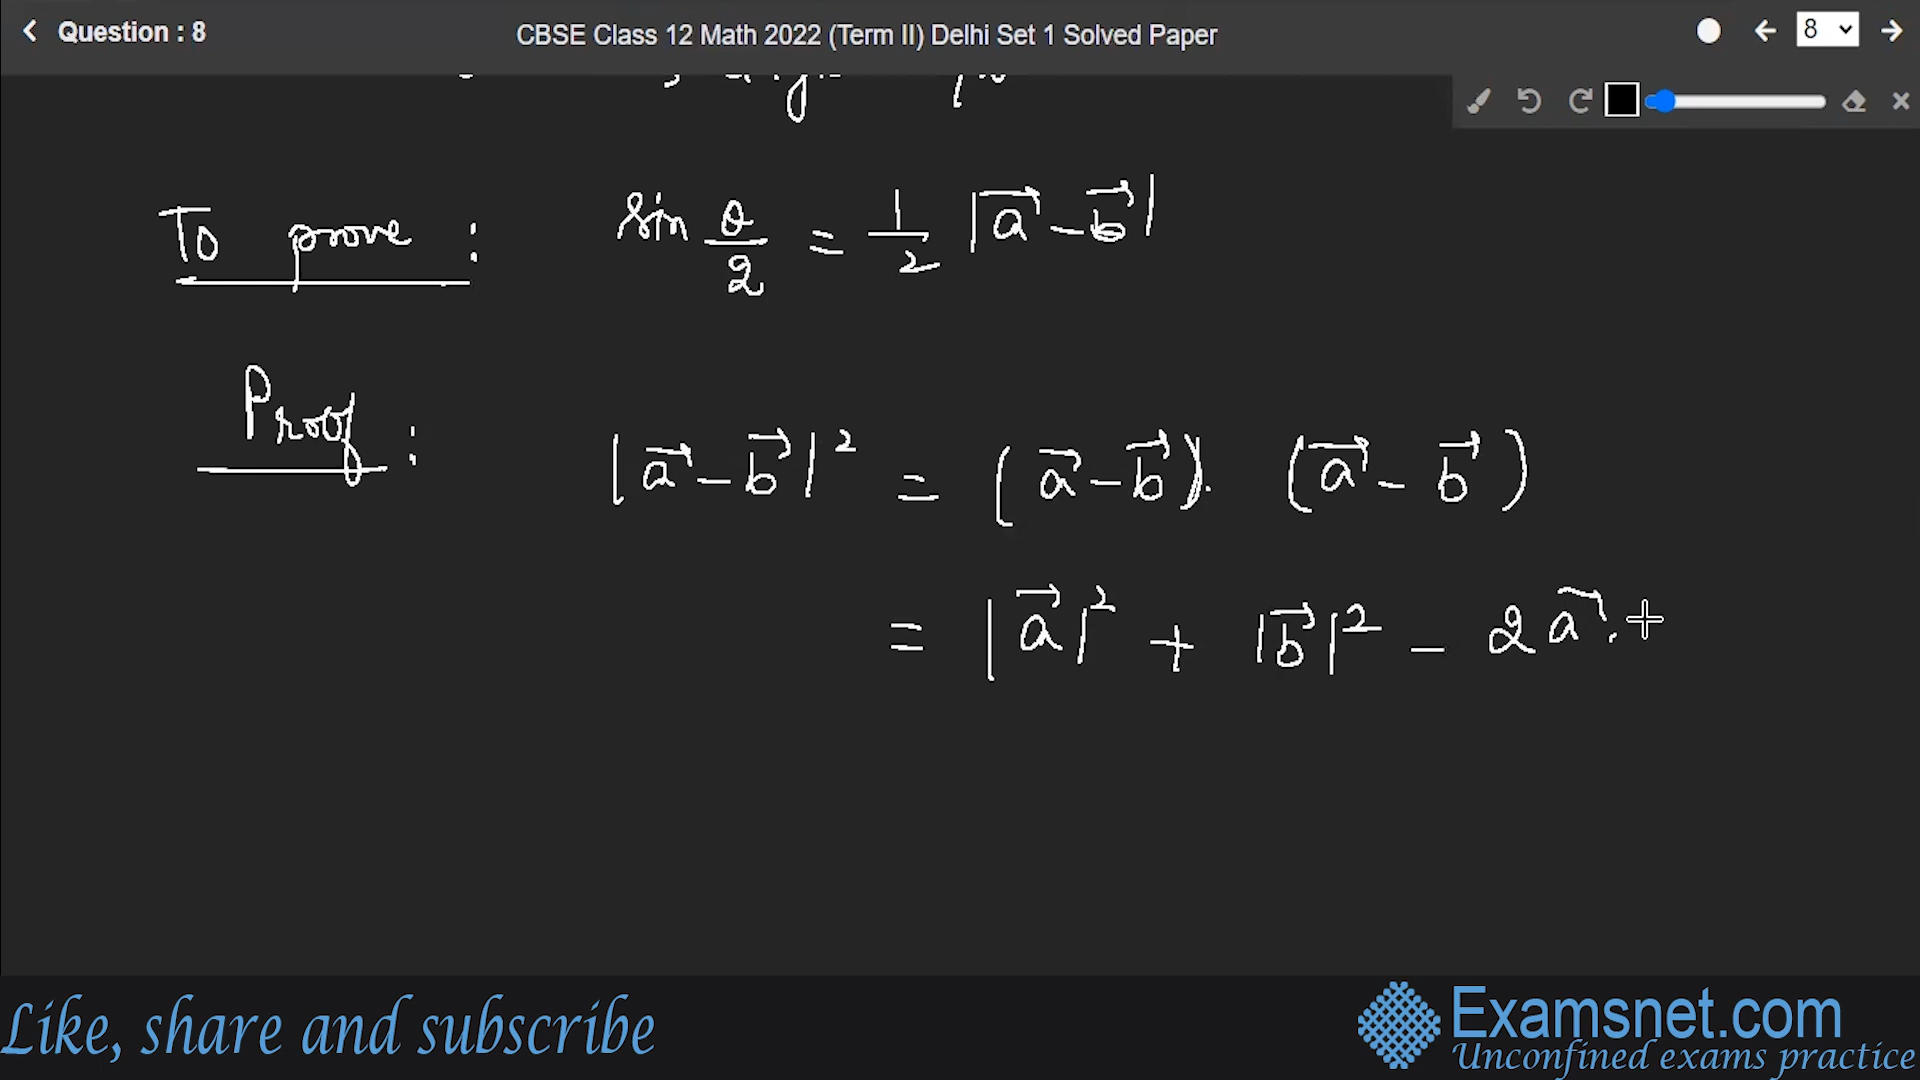 Question : 8
CBSE Class 12 Math 2022 (Term II) Delhi Set 1 Solved Paper
8
To prove : sin θ/2 = 1/2 |a⃗ - b⃗|
Proof :
|a⃗ - b⃗|² = (a⃗ - b⃗). (a⃗ - b⃗)
= |a⃗|² + |b⃗|² - 2a⃗.
Like, share and subscribe
Examsnet.com
Unconfined exams practice